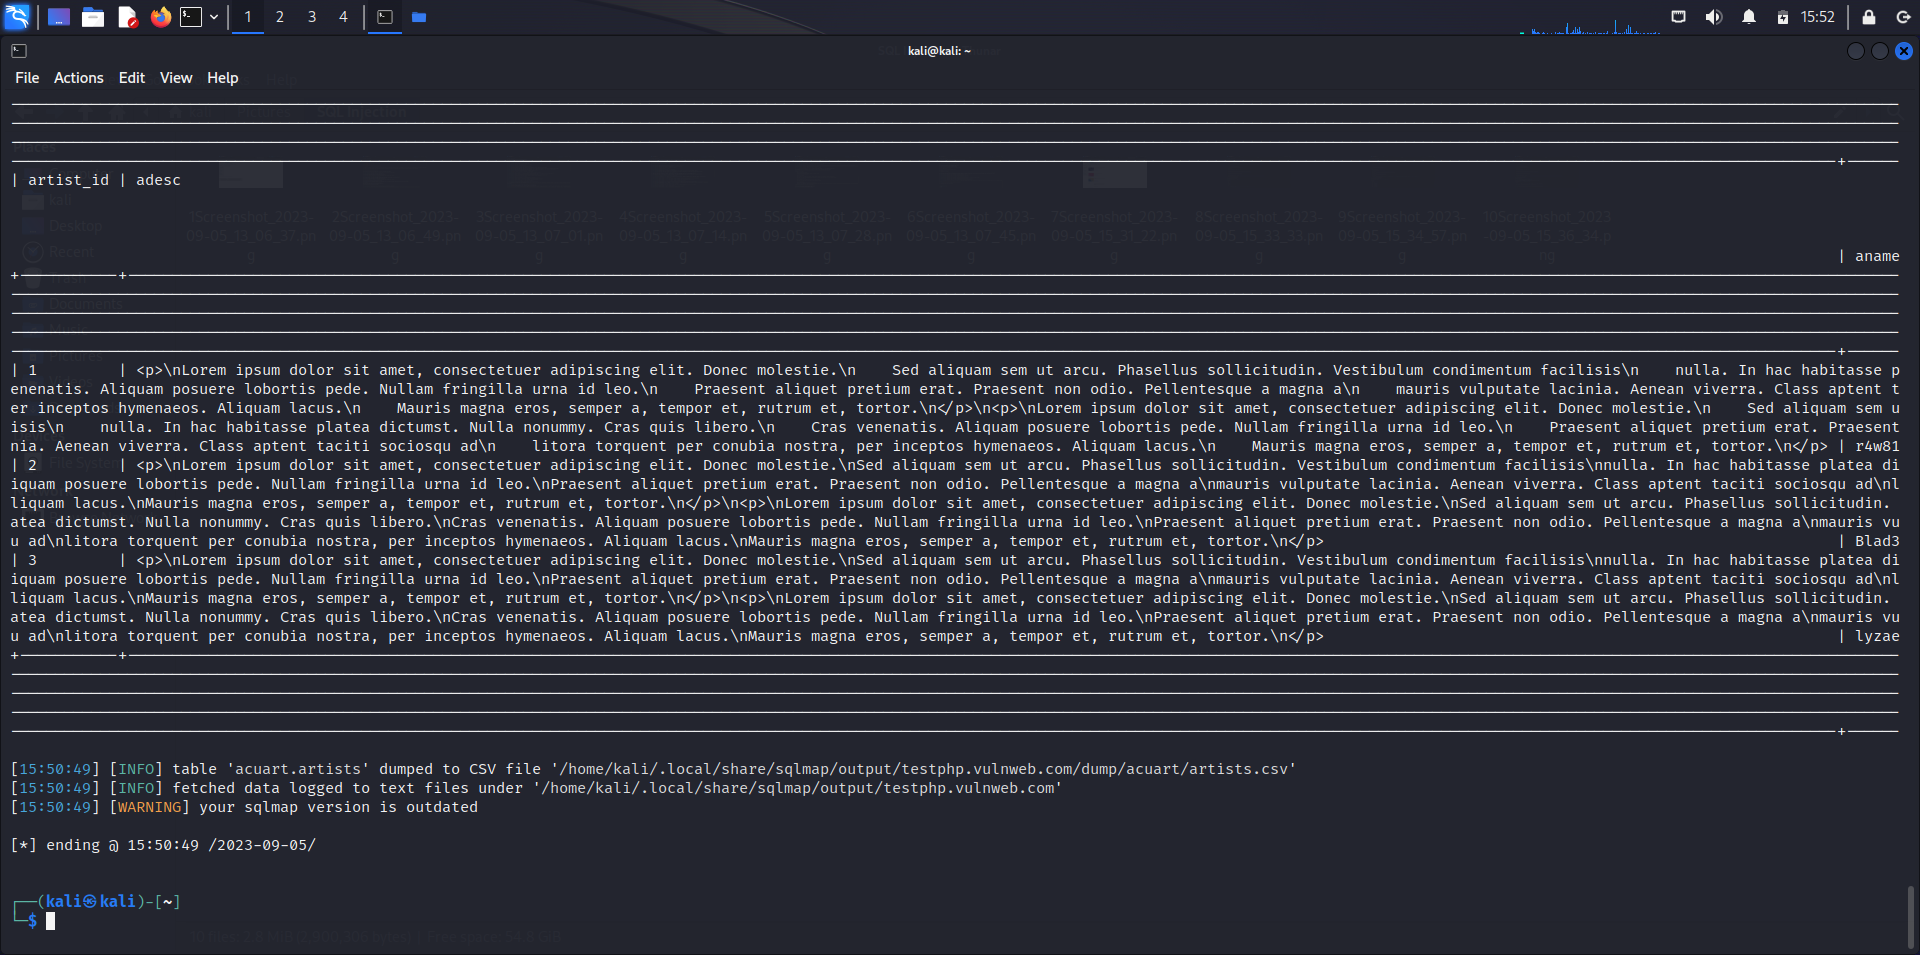 1 2 3 4 15:52
kali@kali: ~
File Actions Edit View Help
| artist_id | adesc
| aname
| 1 | <p>\nLorem ipsum dolor sit amet, consectetuer adipiscing elit. Donec molestie.\n    Sed aliquam sem ut arcu. Phasellus sollicitudin. Vestibulum condimentum facilisis\n    nulla. In hac habitasse p
enenatis. Aliquam posuere lobortis pede. Nullam fringilla urna id leo.\n    Praesent aliquet pretium erat. Praesent non odio. Pellentesque a magna a\n    mauris vulputate lacinia. Aenean viverra. Class aptent t
er inceptos hymenaeos. Aliquam lacus.\n    Mauris magna eros, semper a, tempor et, rutrum et, tortor.\n</p>\n<p>\nLorem ipsum dolor sit amet, consectetuer adipiscing elit. Donec molestie.\n    Sed aliquam sem u
isis\n    nulla. In hac habitasse platea dictumst. Nulla nonummy. Cras quis libero.\n    Cras venenatis. Aliquam posuere lobortis pede. Nullam fringilla urna id leo.\n    Praesent aliquet pretium erat. Praesent
nia. Aenean viverra. Class aptent taciti sociosqu ad\n    litora torquent per conubia nostra, per inceptos hymenaeos. Aliquam lacus.\n    Mauris magna eros, semper a, tempor et, rutrum et, tortor.\n</p> | r4w81
| 2 | <p>\nLorem ipsum dolor sit amet, consectetuer adipiscing elit. Donec molestie.\nSed aliquam sem ut arcu. Phasellus sollicitudin. Vestibulum condimentum facilisis\nnulla. In hac habitasse platea di
iquam posuere lobortis pede. Nullam fringilla urna id leo.\nPraesent aliquet pretium erat. Praesent non odio. Pellentesque a magna a\nmauris vulputate lacinia. Aenean viverra. Class aptent taciti sociosqu ad\nl
liquam lacus.\nMauris magna eros, semper a, tempor et, rutrum et, tortor.\n</p>\n<p>\nLorem ipsum dolor sit amet, consectetuer adipiscing elit. Donec molestie.\nSed aliquam sem ut arcu. Phasellus sollicitudin.
atea dictumst. Nulla nonummy. Cras quis libero.\nCras venenatis. Aliquam posuere lobortis pede. Nullam fringilla urna id leo.\nPraesent aliquet pretium erat. Praesent non odio. Pellentesque a magna a\nmauris vu
u ad\nlitora torquent per conubia nostra, per inceptos hymenaeos. Aliquam lacus.\nMauris magna eros, semper a, tempor et, rutrum et, tortor.\n</p> | Blad3
| 3 | <p>\nLorem ipsum dolor sit amet, consectetuer adipiscing elit. Donec molestie.\nSed aliquam sem ut arcu. Phasellus sollicitudin. Vestibulum condimentum facilisis\nnulla. In hac habitasse platea di
iquam posuere lobortis pede. Nullam fringilla urna id leo.\nPraesent aliquet pretium erat. Praesent non odio. Pellentesque a magna a\nmauris vulputate lacinia. Aenean viverra. Class aptent taciti sociosqu ad\nl
liquam lacus.\nMauris magna eros, semper a, tempor et, rutrum et, tortor.\n</p>\n<p>\nLorem ipsum dolor sit amet, consectetuer adipiscing elit. Donec molestie.\nSed aliquam sem ut arcu. Phasellus sollicitudin.
atea dictumst. Nulla nonummy. Cras quis libero.\nCras venenatis. Aliquam posuere lobortis pede. Nullam fringilla urna id leo.\nPraesent aliquet pretium erat. Praesent non odio. Pellentesque a magna a\nmauris vu
u ad\nlitora torquent per conubia nostra, per inceptos hymenaeos. Aliquam lacus.\nMauris magna eros, semper a, tempor et, rutrum et, tortor.\n</p> | lyzae
[15:50:49] [INFO] table 'acuart.artists' dumped to CSV file '/home/kali/.local/share/sqlmap/output/testphp.vulnweb.com/dump/acuart/artists.csv'
[15:50:49] [INFO] fetched data logged to text files under '/home/kali/.local/share/sqlmap/output/testphp.vulnweb.com'
[15:50:49] [WARNING] your sqlmap version is outdated
[*] ending @ 15:50:49 /2023-09-05/
(kali㉿kali)-[~]
$